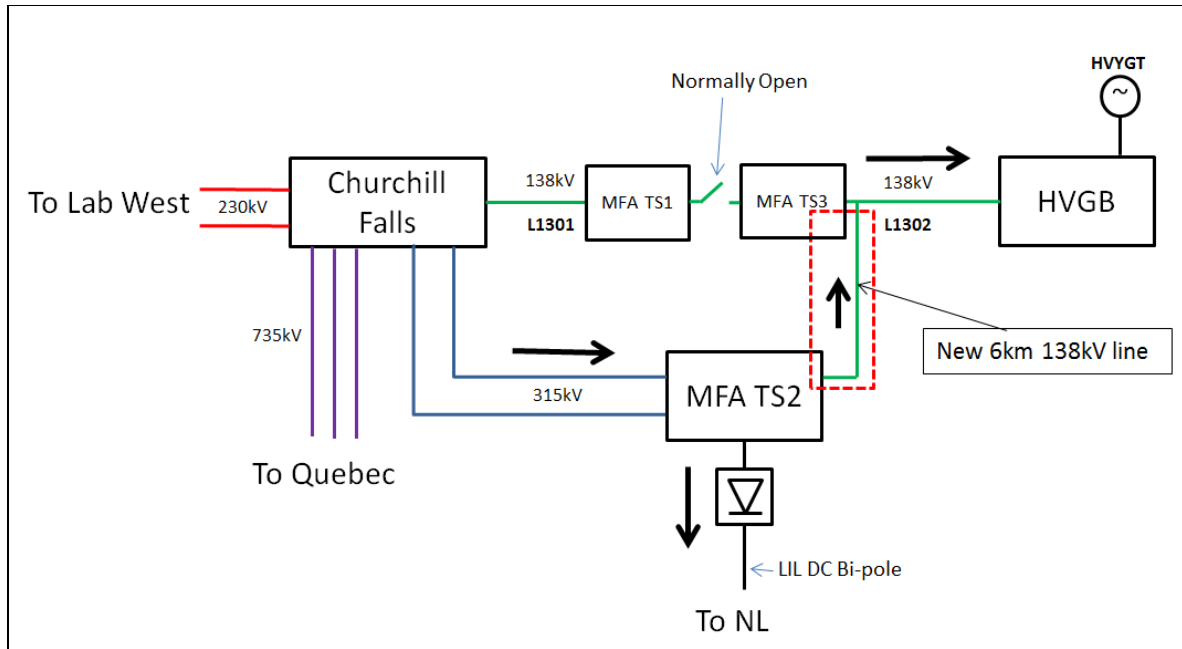 HVYGT
~
Normally Open
To Lab West
230kV
Churchill
Falls
138kV
L1301
MFA TS1
MFA TS3
138kV
L1302
HVGB
735kV
315kV
MFA TS2
New 6km 138kV line
To Quebec
LIL DC Bi-pole
To NL